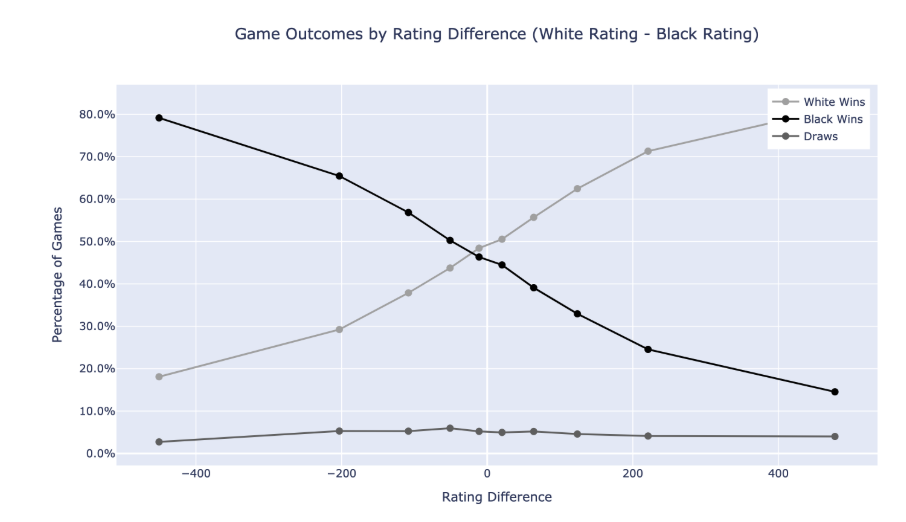 Game Outcomes by Rating Difference (White Rating - Black Rating)
White Wins
Black Wins
Draws
80.0%
70.0%
60.0%
50.0%
40.0%
30.0%
20.0%
10.0%
0.0%
Percentage of Games
−400
−200
0
200
400
Rating Difference